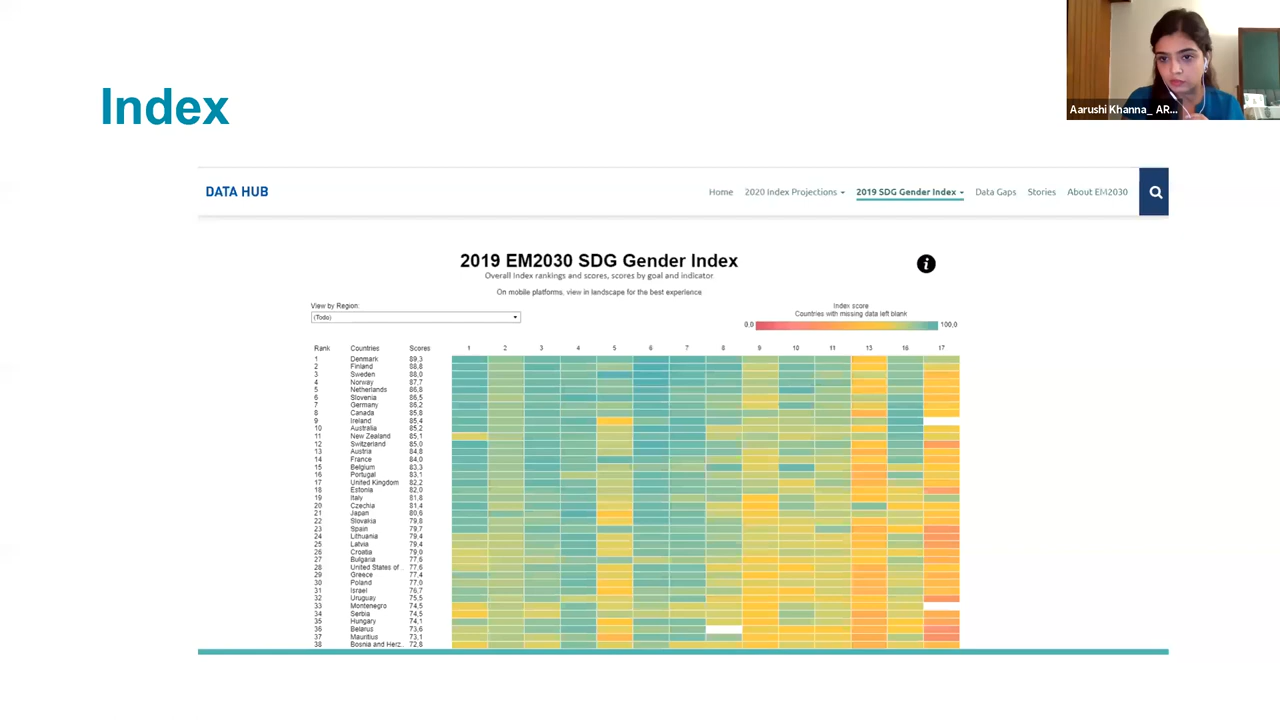 Aarushi Khanna_ AR...
Index
DATA HUB
Home 2020 Index Projections 2019 SDG Gender Index Data Gaps Stories About EM2030
2019 EM2030 SDG Gender Index
Overall Index rankings and scores, scores by goal and indicator
On mobile platforms, view in landscape for the best experience
View by Region:
(Todo)
Index score
Countries with missing data left blank
0,0 100,0
Rank Countries Scores 1 2 3 4 5 6 7 8 9 10 11 13 16 17
1 Denmark 89,3
2 Finland 88,8
3 Sweden 88,0
4 Norway 87,7
5 Netherlands 86,8
6 Slovenia 86,5
7 Germany 86,2
8 Canada 85,8
9 Ireland 85,4
10 Australia 85,2
11 New Zealand 85,1
12 Switzerland 85,0
13 Austria 84,8
14 France 84,0
15 Belgium 83,3
16 Portugal 83,1
17 United Kingdom 82,2
18 Estonia 82,0
19 Italy 81,8
20 Czechia 81,4
21 Japan 80,6
22 Slovakia 79,8
23 Spain 79,7
24 Lithuania 79,4
25 Latvia 79,4
26 Croatia 79,0
27 Bulgaria 77,6
28 United States of .. 77,6
29 Greece 77,4
30 Poland 77,0
31 Israel 76,7
32 Uruguay 75,5
33 Montenegro 74,5
34 Serbia 74,5
35 Hungary 74,1
36 Belarus 73,6
37 Mauritius 73,1
38 Bosnia and Herz.. 72,8